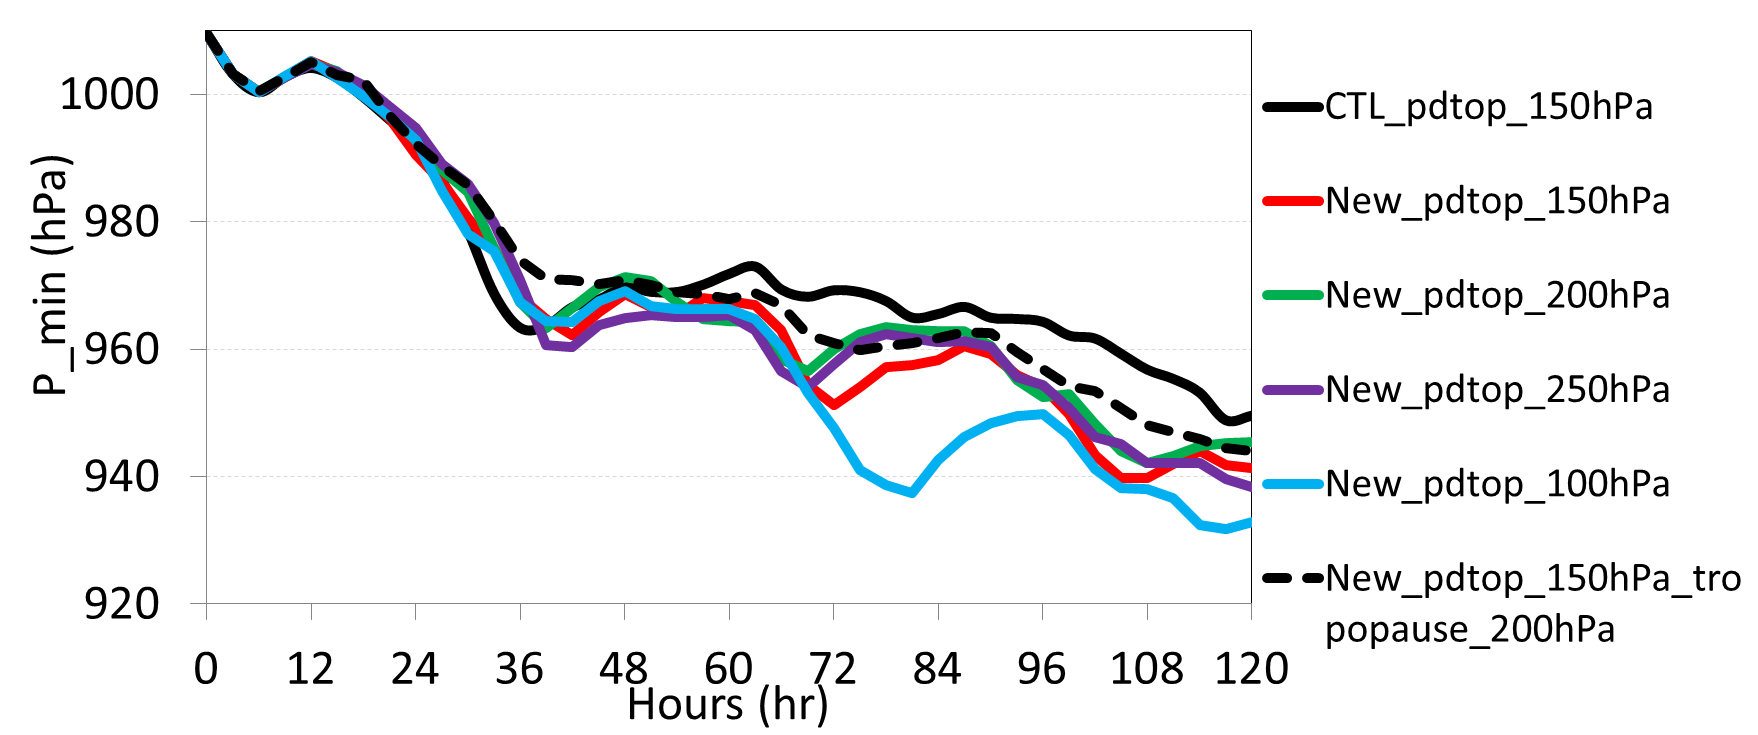 1000
980
960
940
920
P_min (hPa)
0 12 24 36 48 60 72 84 96 108 120
Hours (hr)
CTL_pdtop_150hPa
New_pdtop_150hPa
New_pdtop_200hPa
New_pdtop_250hPa
New_pdtop_100hPa
New_pdtop_150hPa_tro
popause_200hPa